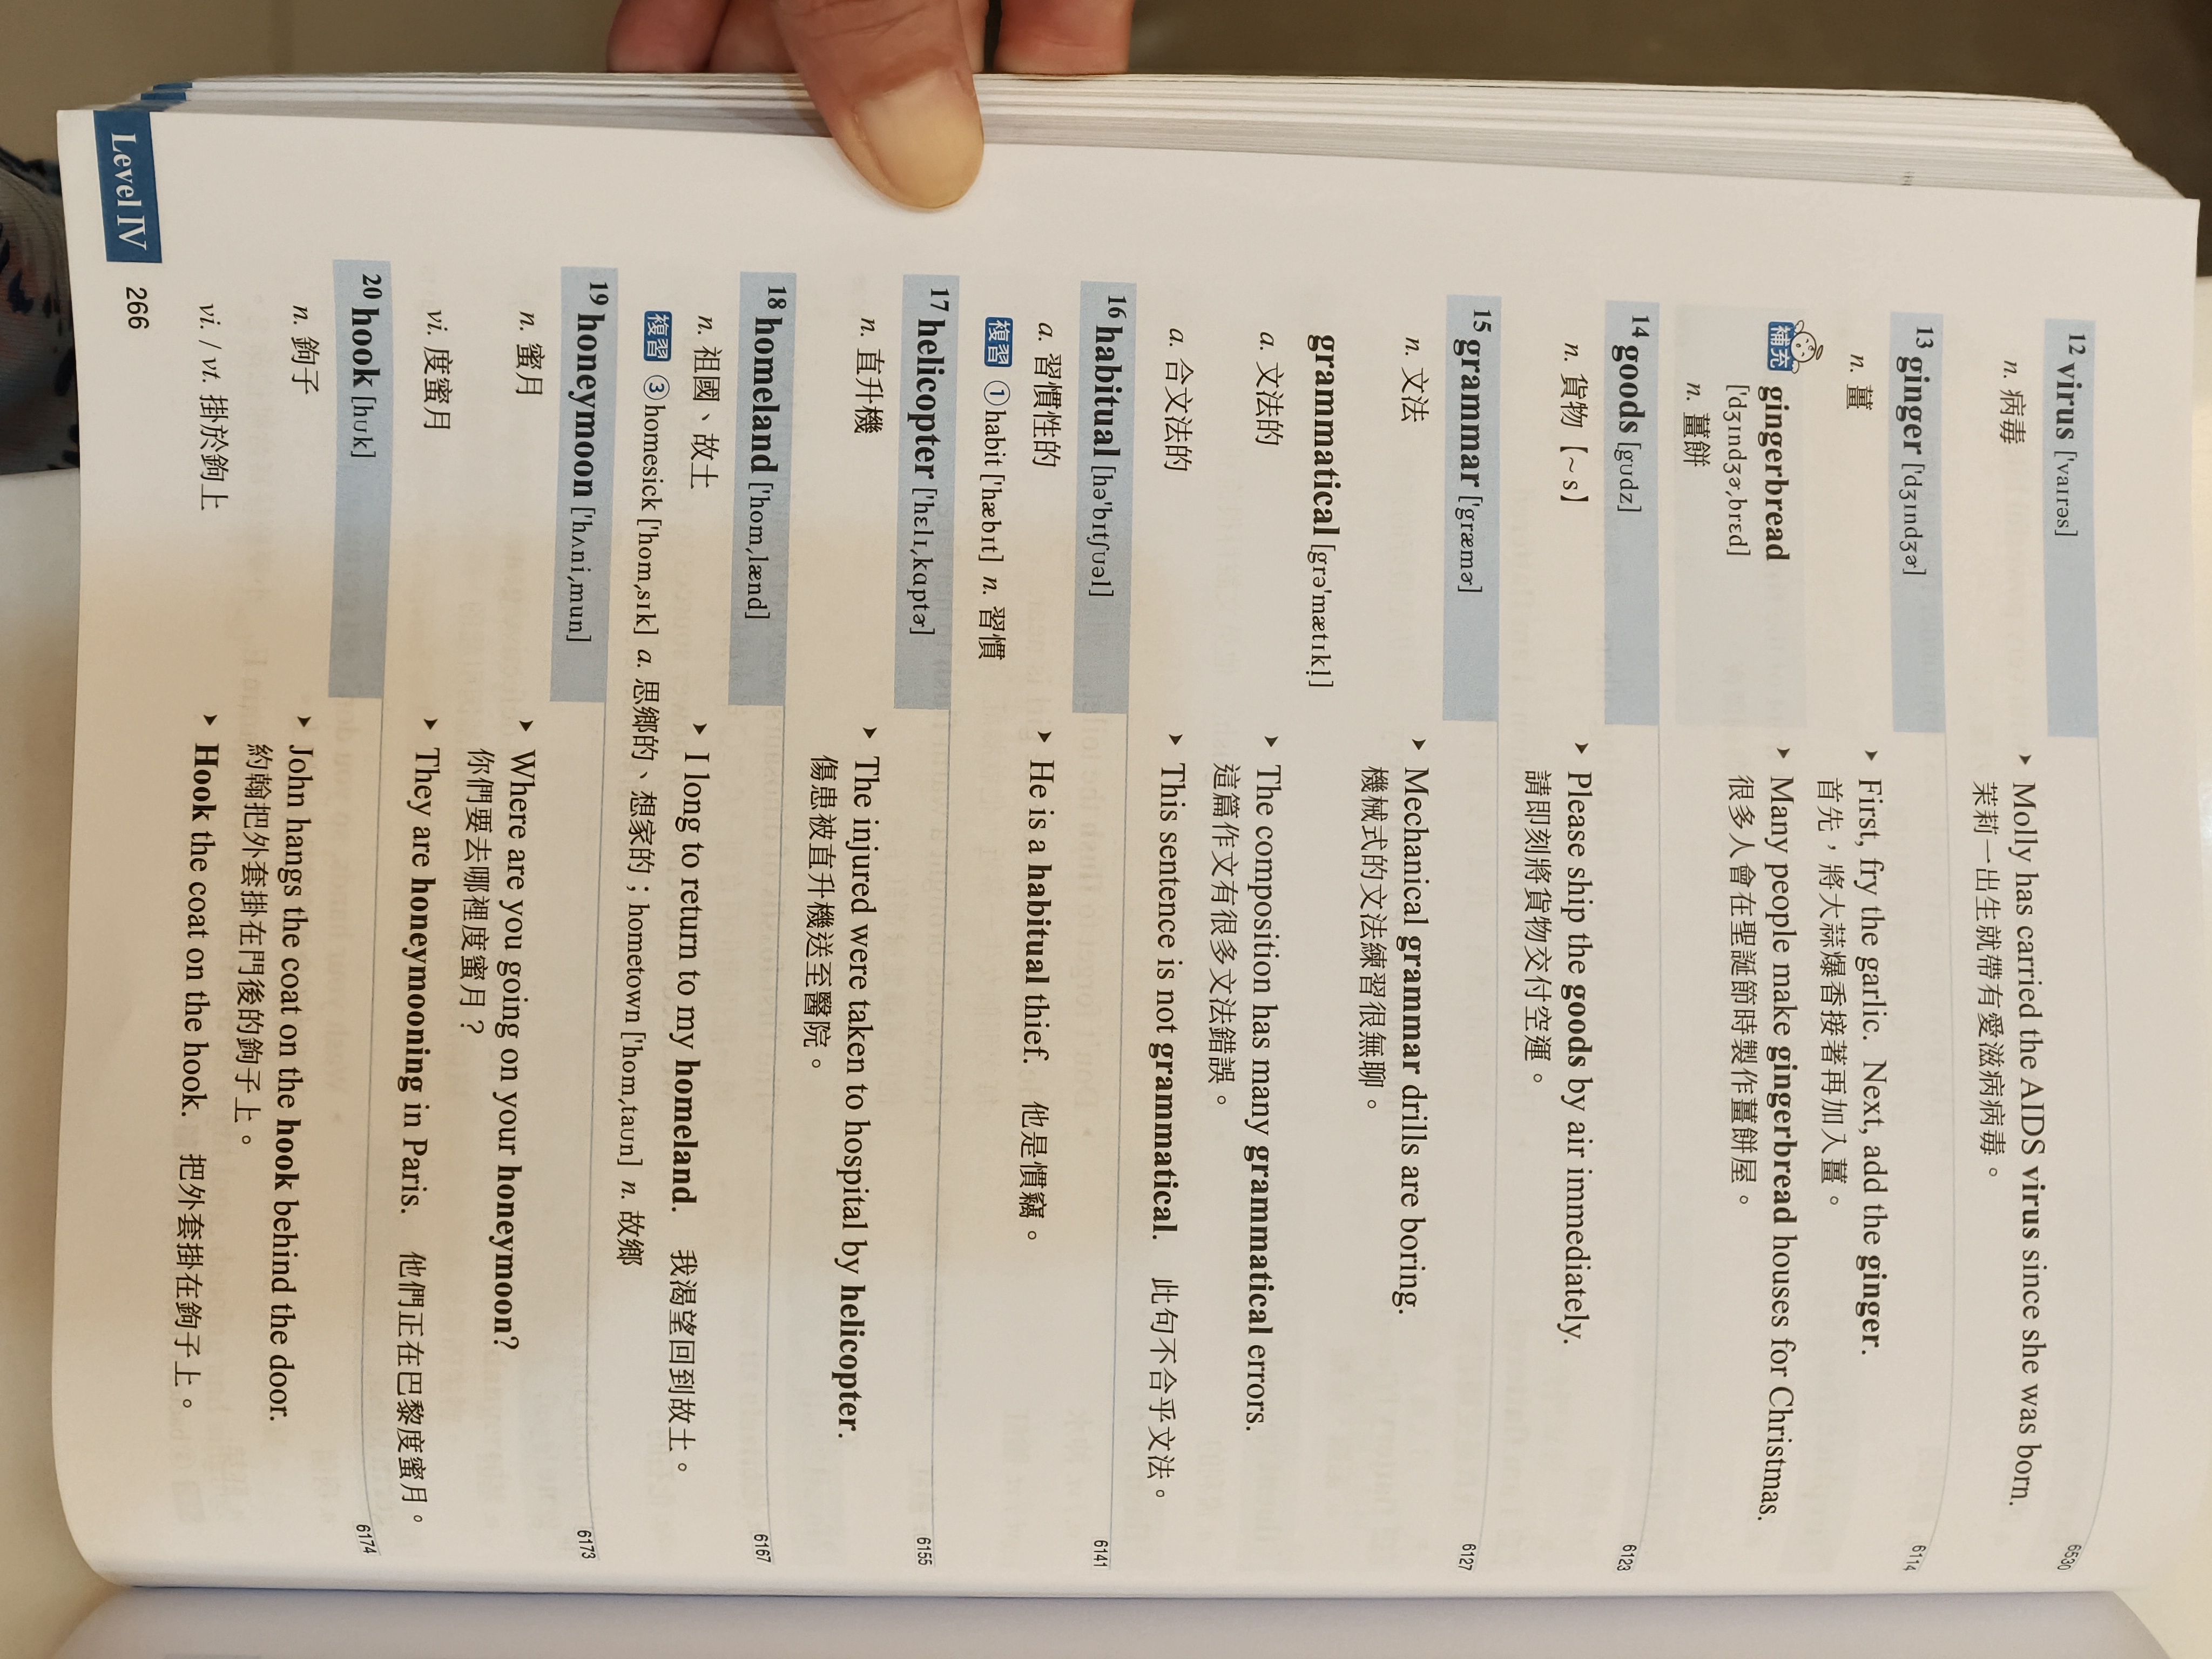 12 virus [ˈvaɪrəs] 6530
n. 病毒
➤ Molly has carried the AIDS virus since she was born.
茉莉一出生就帶有愛滋病病毒。
13 ginger [ˈdʒɪndʒɚ] 6114
n. 薑
➤ First, fry the garlic. Next, add the ginger.
首先，將大蒜爆香接著再加入薑。
補充 gingerbread
[ˈdʒɪndʒɚˌbrɛd]
n. 薑餅
➤ Many people make gingerbread houses for Christmas.
很多人會在聖誕節時製作薑餅屋。
14 goods [gʊdz] 6123
n. 貨物【~s】
➤ Please ship the goods by air immediately.
請即刻將貨物交付空運。
15 grammar [ˈgræmɚ] 6127
n. 文法
➤ Mechanical grammar drills are boring.
機械式的文法練習很無聊。
grammatical [grəˈmætɪkl̩]
a. 文法的
➤ The composition has many grammatical errors.
這篇作文有很多文法錯誤。
a. 合文法的
➤ This sentence is not grammatical. 此句不合乎文法。
16 habitual [həˈbɪtʃʊəl] 6141
a. 習慣性的
➤ He is a habitual thief. 他是慣竊。
複習 ① habit [ˈhæbɪt] n. 習慣
17 helicopter [ˈhɛlɪˌkɑptɚ] 6155
n. 直升機
➤ The injured were taken to hospital by helicopter.
傷患被直升機送至醫院。
18 homeland [ˈhomˌlænd] 6167
n. 祖國、故土
➤ I long to return to my homeland. 我渴望回到故土。
複習 ③ homesick [ˈhomˌsɪk] a. 思鄉的、想家的；hometown [ˈhomˌtaʊn] n. 故鄉
19 honeymoon [ˈhʌniˌmun] 6173
n. 蜜月
➤ Where are you going on your honeymoon?
你們要去哪裡度蜜月？
vi. 度蜜月
➤ They are honeymooning in Paris. 他們正在巴黎度蜜月。
20 hook [hʊk] 6174
n. 鉤子
➤ John hangs the coat on the hook behind the door.
約翰把外套掛在門後的鉤子上。
vi. / vt. 掛於鉤上
➤ Hook the coat on the hook. 把外套掛在鉤子上。
Level IV 266